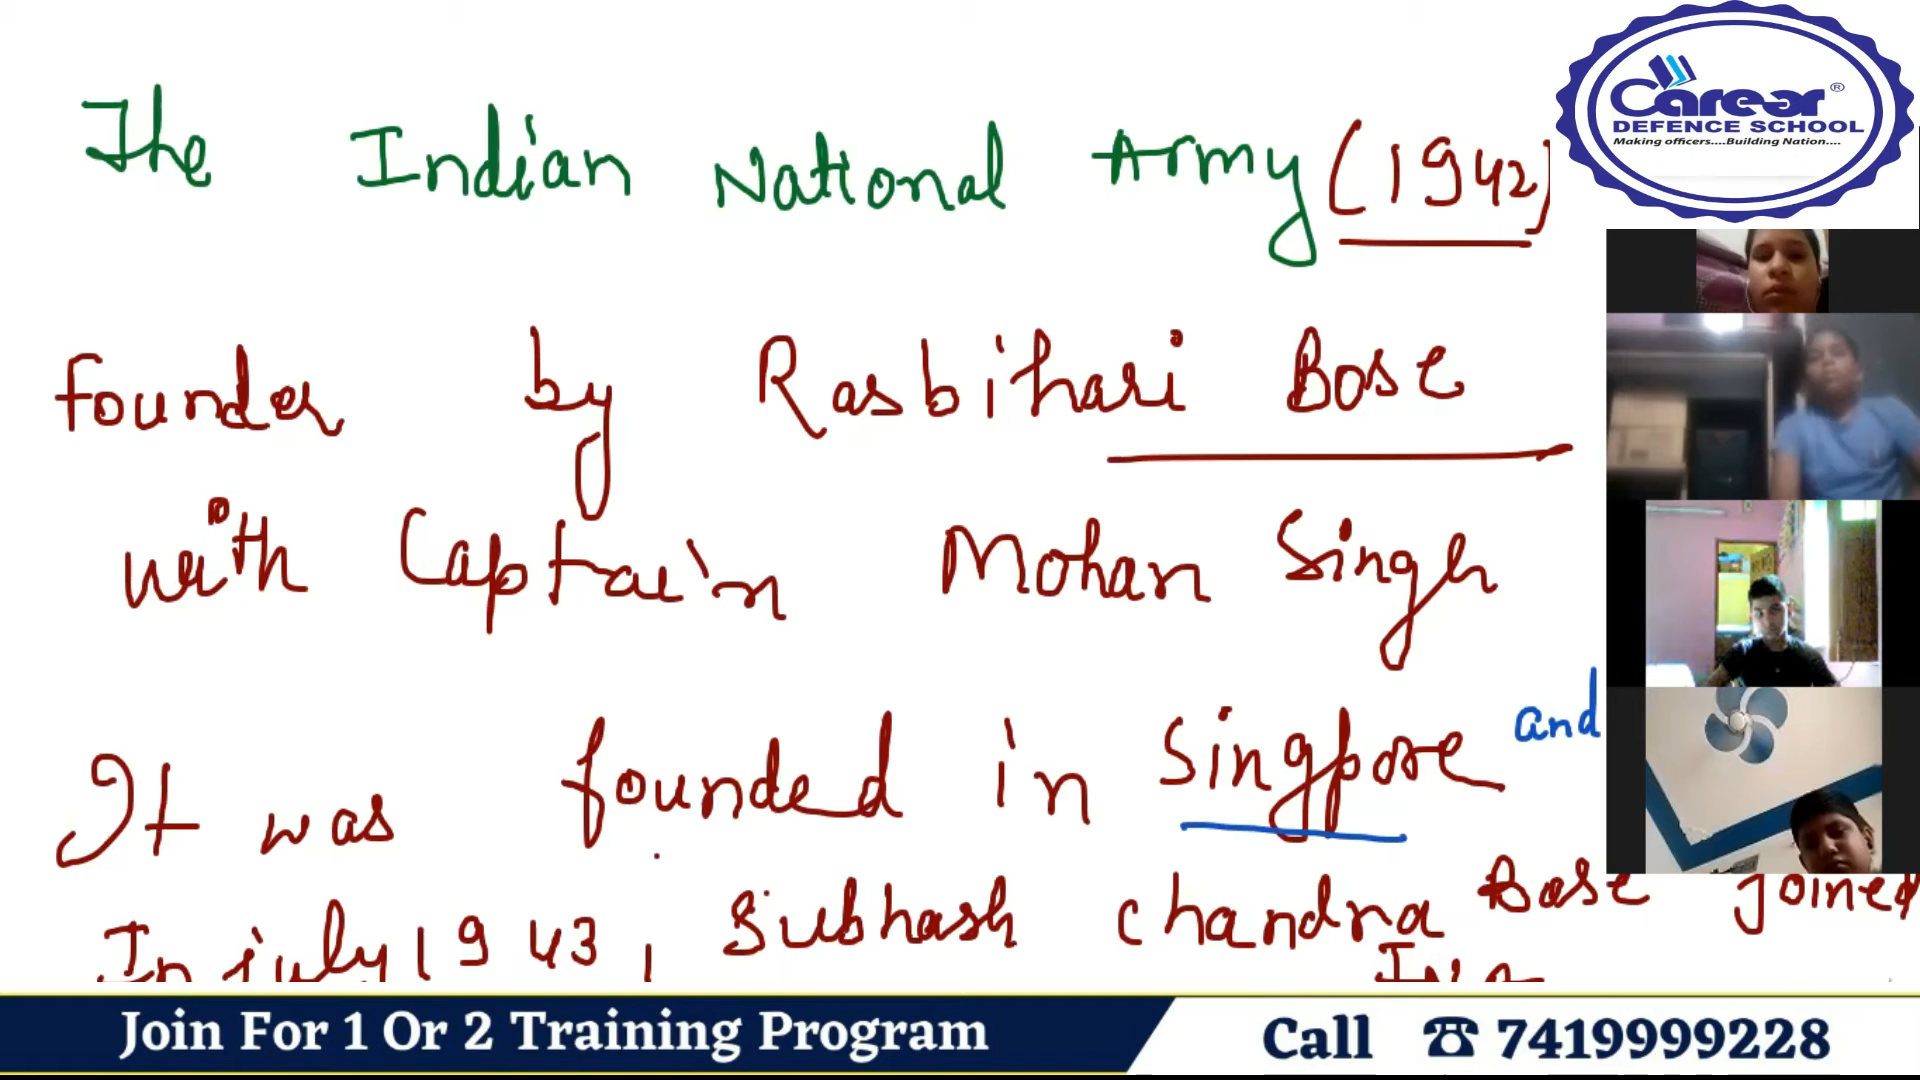 The Indian National Army (1942)
Carear®
DEFENCE SCHOOL
Making officers....Building Nation....
founder by Rasbihari Bose
with Captain Mohan Singh
It was founded in Singpore and
In july 1943, Subhash chandra Bose joined
INA
Join For 1 Or 2 Training Program
Call ☎ 7419999228